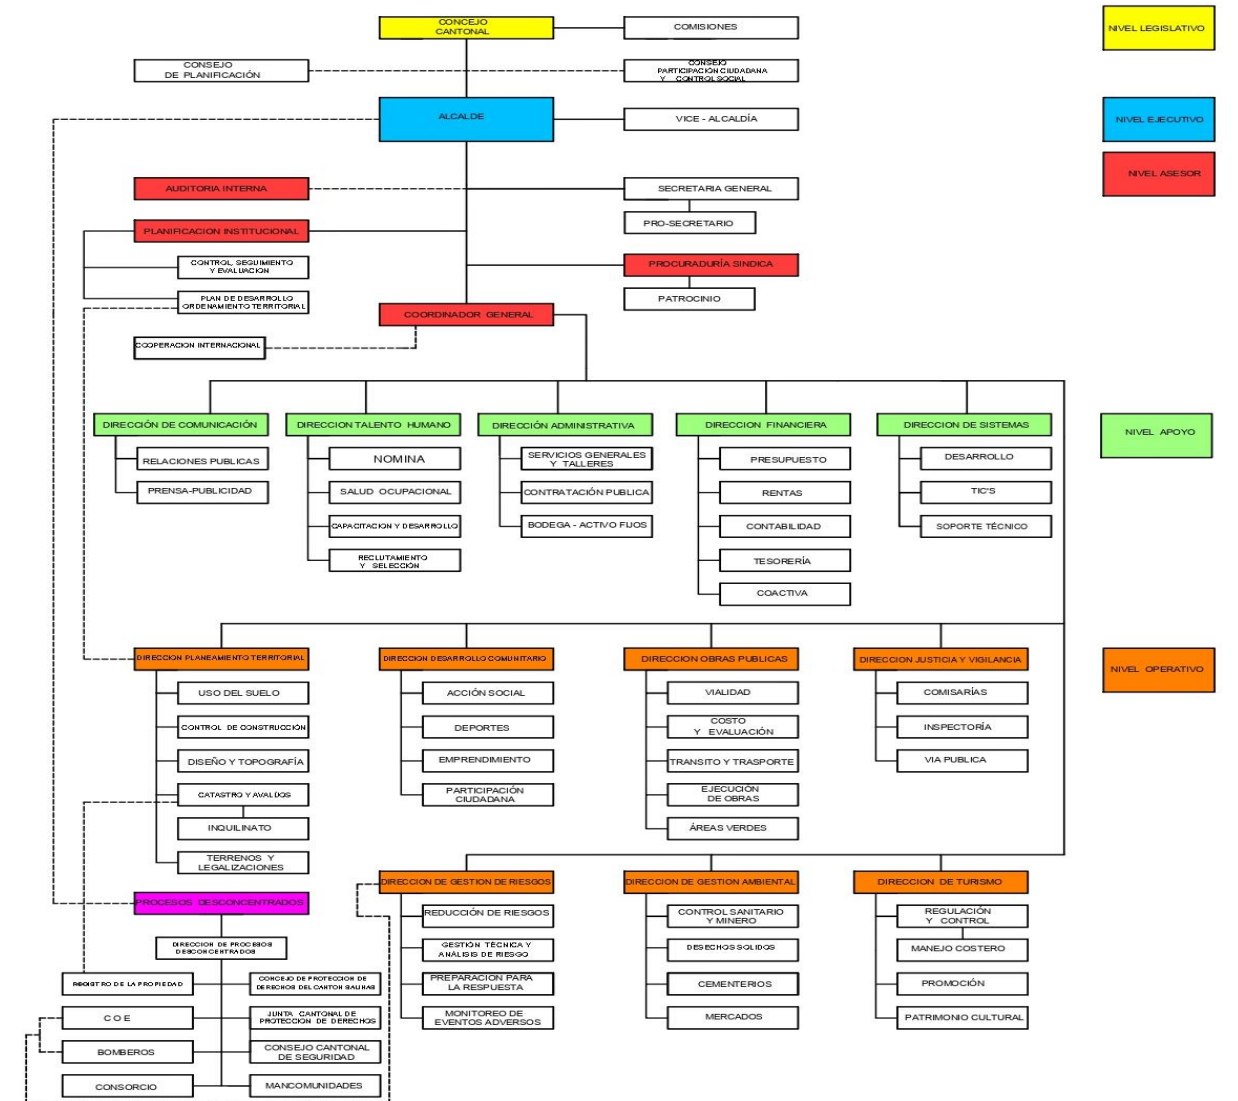 CONCEJO
CANTONAL
COMISIONES
NIVEL LEGISLATIVO
CONSEJO
DE PLANIFICACIÓN
CONSEJO
PARTICIPACIÓN CIUDADANA
Y CONTROL SOCIAL
ALCALDE
VICE - ALCALDÍA
NIVEL EJECUTIVO
NIVEL ASESOR
AUDITORIA INTERNA
SECRETARIA GENERAL
PRO-SECRETARIO
PLANIFICACION INSTITUCIONAL
CONTROL, SEGUIMIENTO
Y EVALUACION
PROCURADURÍA SINDICA
PLAN DE DESARROLLO
ORDENAMIENTO TERRITORIAL
PATROCINIO
COORDINADOR GENERAL
COOPERACION INTERNACIONAL
DIRECCIÓN DE COMUNICACIÓN
DIRECCION TALENTO HUMANO
DIRECCIÓN ADMINISTRATIVA
DIRECCION FINANCIERA
DIRECCION DE SISTEMAS
NIVEL APOYO
RELACIONES PUBLICAS
PRENSA-PUBLICIDAD
NOMINA
SALUD OCUPACIONAL
CAPACITACION Y DESARROLLO
RECLUTAMIENTO
Y SELECCIÓN
SERVICIOS GENERALES
Y TALLERES
CONTRATACIÓN PUBLICA
BODEGA - ACTIVO FIJOS
PRESUPUESTO
RENTAS
CONTABILIDAD
TESORERÍA
COACTIVA
DESARROLLO
TIC'S
SOPORTE TÉCNICO
DIRECCION PLANEAMIENTO TERRITORIAL
DIRECCION DESARROLLO COMUNITARIO
DIRECCION OBRAS PUBLICAS
DIRECCION JUSTICIA Y VIGILANCIA
NIVEL OPERATIVO
USO DEL SUELO
CONTROL DE CONSTRUCCIÓN
DISEÑO Y TOPOGRAFÍA
CATASTRO Y AVALUOS
INQUILINATO
TERRENOS Y
LEGALIZACIONES
ACCIÓN SOCIAL
DEPORTES
EMPRENDIMIENTO
PARTICIPACIÓN
CIUDADANA
VIALIDAD
COSTO
Y EVALUACIÓN
TRANSITO Y TRASPORTE
EJECUCIÓN
DE OBRAS
ÁREAS VERDES
COMISARÍAS
INSPECTORÍA
VIA PUBLICA
DIRECCION DE GESTION DE RIESGOS
DIRECCION DE GESTION AMBIENTAL
DIRECCION DE TURISMO
REDUCCIÓN DE RIESGOS
GESTIÓN TÉCNICA Y
ANÁLISIS DE RIESGO
PREPARACION PARA
LA RESPUESTA
MONITOREO DE
EVENTOS ADVERSOS
CONTROL SANITARIO
Y MINERO
DESECHOS SOLIDOS
CEMENTERIOS
MERCADOS
REGULACIÓN
Y CONTROL
MANEJO COSTERO
PROMOCIÓN
PATRIMONIO CULTURAL
PROCESOS DESCONCENTRADOS
DIRECCION DE PROCESOS
DESCONCENTRADOS
REGISTRO DE LA PROPIEDAD
CONCEJO DE PROTECCION DE
DERECHOS DEL CANTON SALINAS
C O E
JUNTA CANTONAL DE
PROTECCION DE DERECHOS
BOMBEROS
CONSEJO CANTONAL
DE SEGURIDAD
CONSORCIO
MANCOMUNIDADES